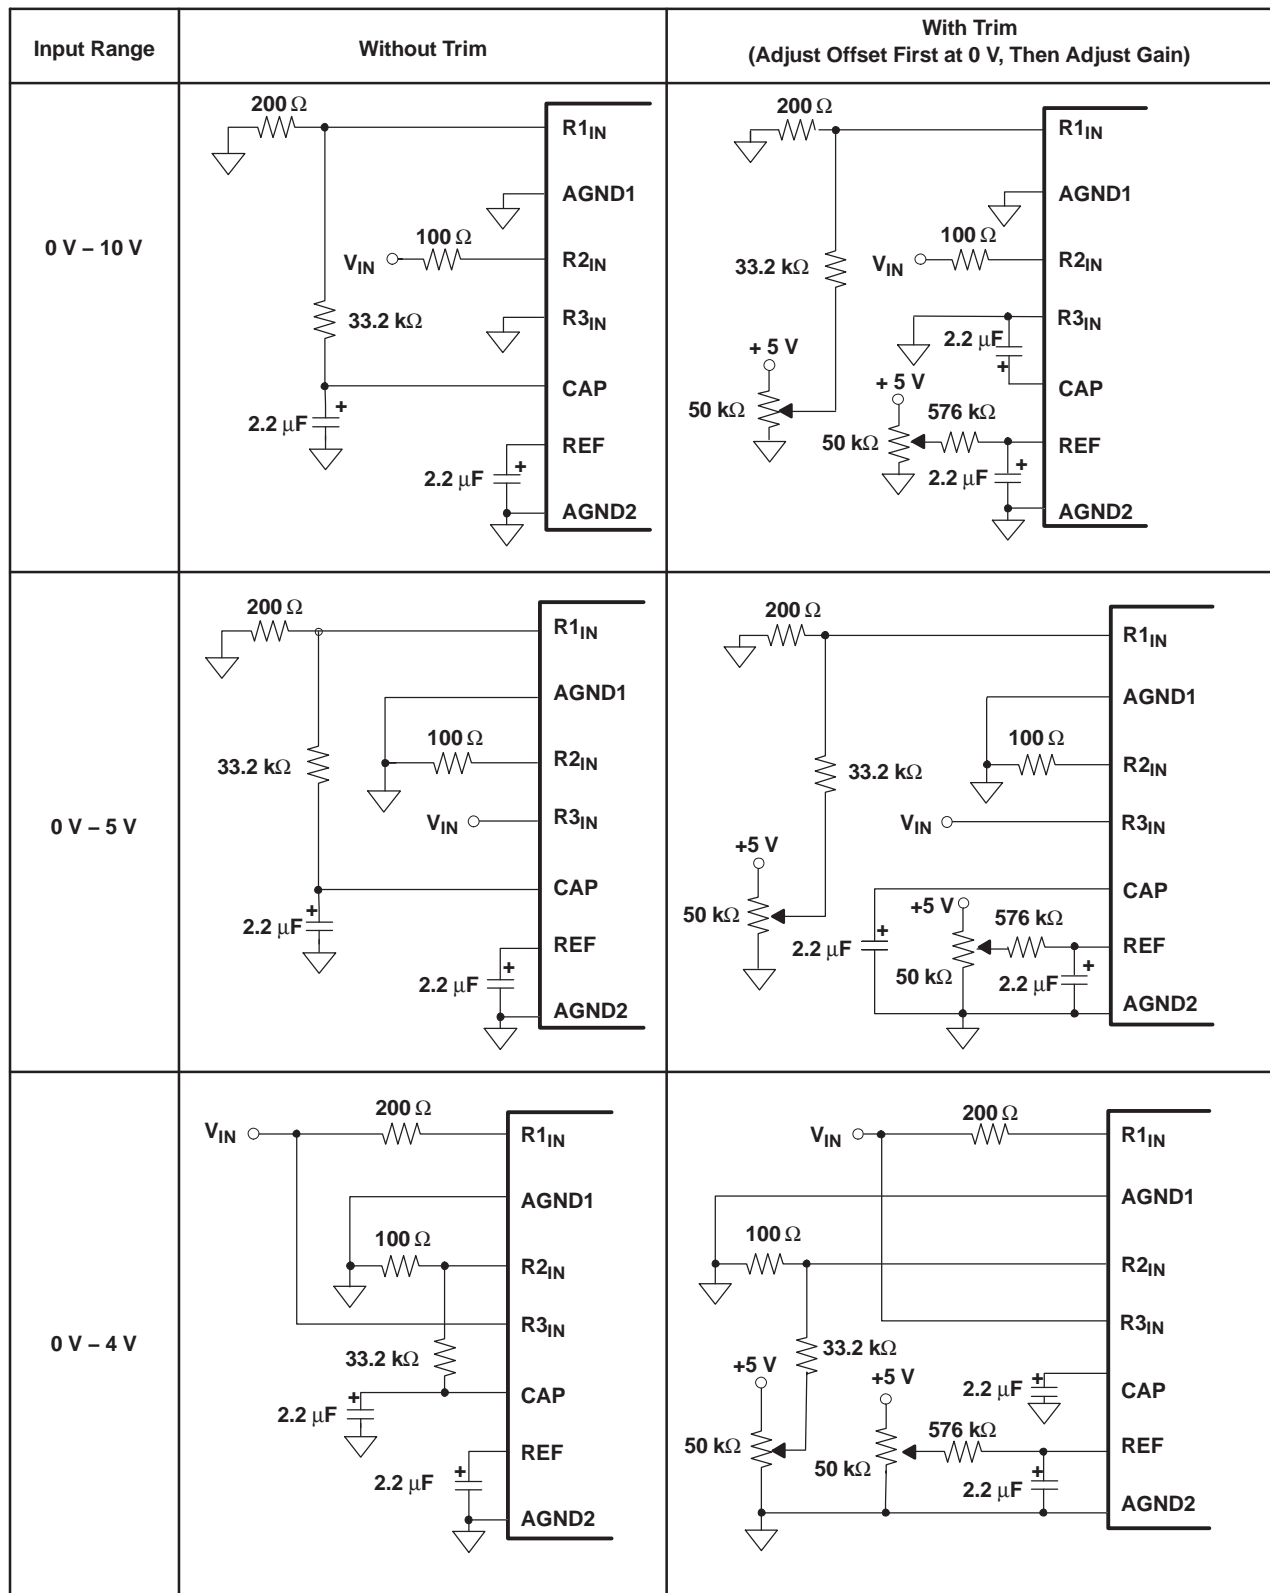 Input Range
Without Trim
With Trim
(Adjust Offset First at 0 V, Then Adjust Gain)
0 V – 10 V
200 Ω
R1IN
AGND1
100 Ω
VIN
R2IN
33.2 kΩ
R3IN
CAP
+
2.2 µF
REF
+
2.2 µF
AGND2
200 Ω
R1IN
AGND1
100 Ω
VIN
R2IN
33.2 kΩ
R3IN
2.2 µF
+
CAP
+ 5 V
50 kΩ
+ 5 V
576 kΩ
50 kΩ
REF
+
2.2 µF
AGND2
0 V – 5 V
200 Ω
R1IN
AGND1
100 Ω
R2IN
33.2 kΩ
VIN
R3IN
CAP
+
2.2 µF
REF
+
2.2 µF
AGND2
200 Ω
R1IN
AGND1
100 Ω
R2IN
33.2 kΩ
VIN
R3IN
+5 V
50 kΩ
CAP
+
2.2 µF
+5 V
576 kΩ
50 kΩ
REF
+
2.2 µF
AGND2
0 V – 4 V
200 Ω
VIN
R1IN
AGND1
100 Ω
R2IN
R3IN
33.2 kΩ
CAP
+
2.2 µF
REF
+
2.2 µF
AGND2
200 Ω
VIN
R1IN
AGND1
100 Ω
R2IN
R3IN
33.2 kΩ
+5 V
50 kΩ
+5 V
50 kΩ
+
2.2 µF
CAP
576 kΩ
REF
+
2.2 µF
AGND2